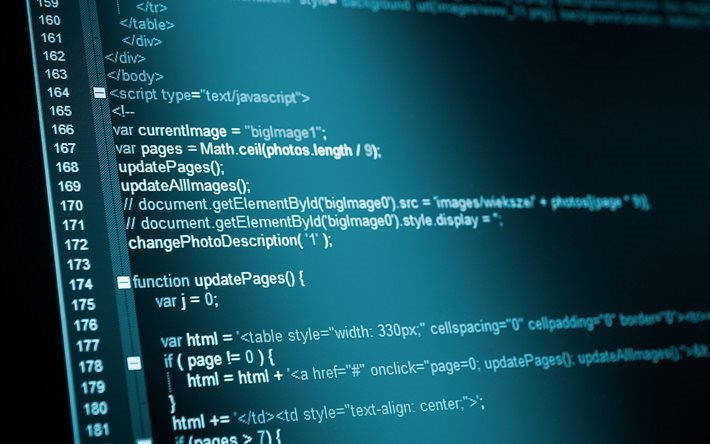 159 </tr>
160 </table>
161 </div>
162 </div>
163 </body>
164 <script type="text/javascript">
165 <!--
166 var currentImage = "bigImage1";
167 var pages = Math.ceil(photos.length / 9);
168 updatePages();
169 updateAllImages();
170 // document.getElementById('bigImage0').src = 'images/wieksze/' + photos[(page * 9)];
171 // document.getElementById('bigImage0').style.display = '';
172 changePhotoDescription( '1' );
173
174 function updatePages() {
175 var j = 0;
176
177 var html = '<table style="width: 330px;" cellspacing="0" cellpadding="0" border="0"><tr>
178 if ( page != 0 ) {
179 html = html + '<a href="#" onclick="page=0; updatePages(); updateAllImages();">&lt
180 }
181 html += '</td><td style="text-align: center;">';
if (pages > 7) {